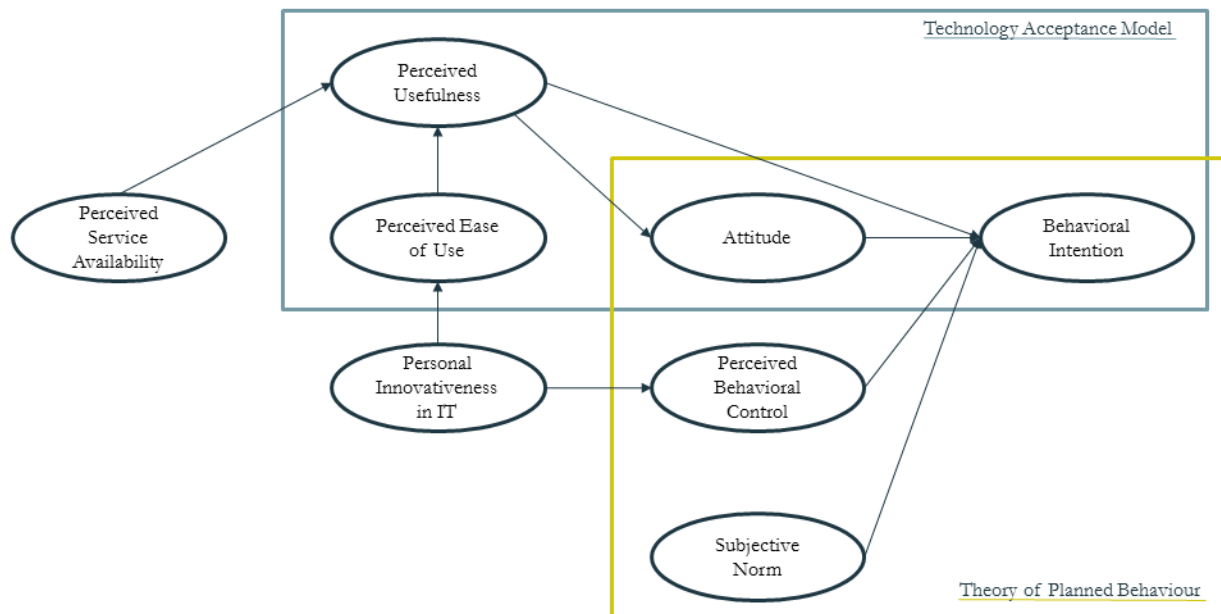 Technology Acceptance Model
Perceived
Usefulness
Perceived
Service
Availability
Perceived Ease
of Use
Attitude
Behavioral
Intention
Personal
Innovativeness
in IT
Perceived
Behavioral
Control
Subjective
Norm
Theory of Planned Behaviour